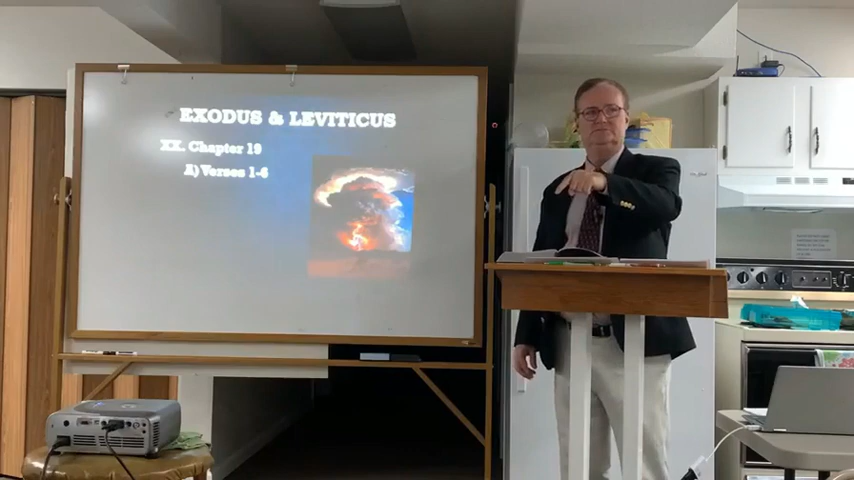 EXODUS & LEVITICUS
XX. Chapter 19
A) Verses 1-6